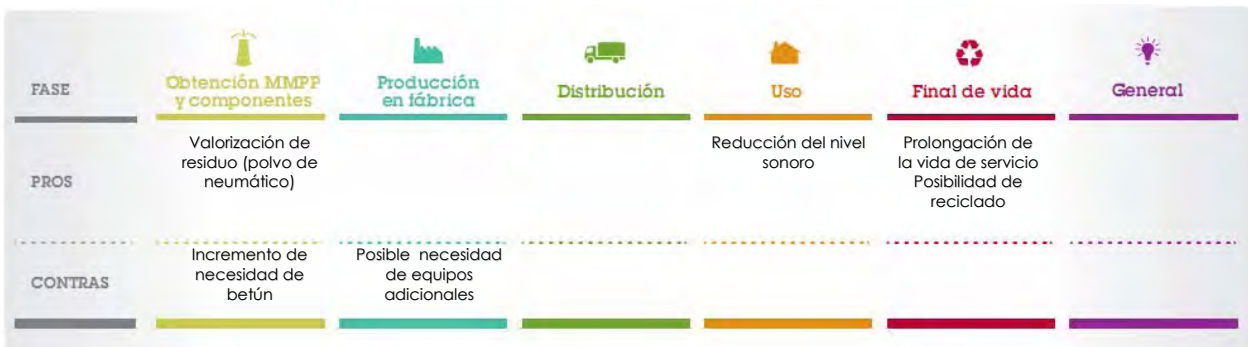 FASE
Obtención MMPP
y componentes
Producción
en fábrica
Distribución
Uso
Final de vida
General
PROS
Valorización de
residuo (polvo de
neumático)
Reducción del nivel
sonoro
Prolongación de
la vida de servicio
Posibilidad de
reciclado
CONTRAS
Incremento de
necesidad de
betún
Posible necesidad
de equipos
adicionales